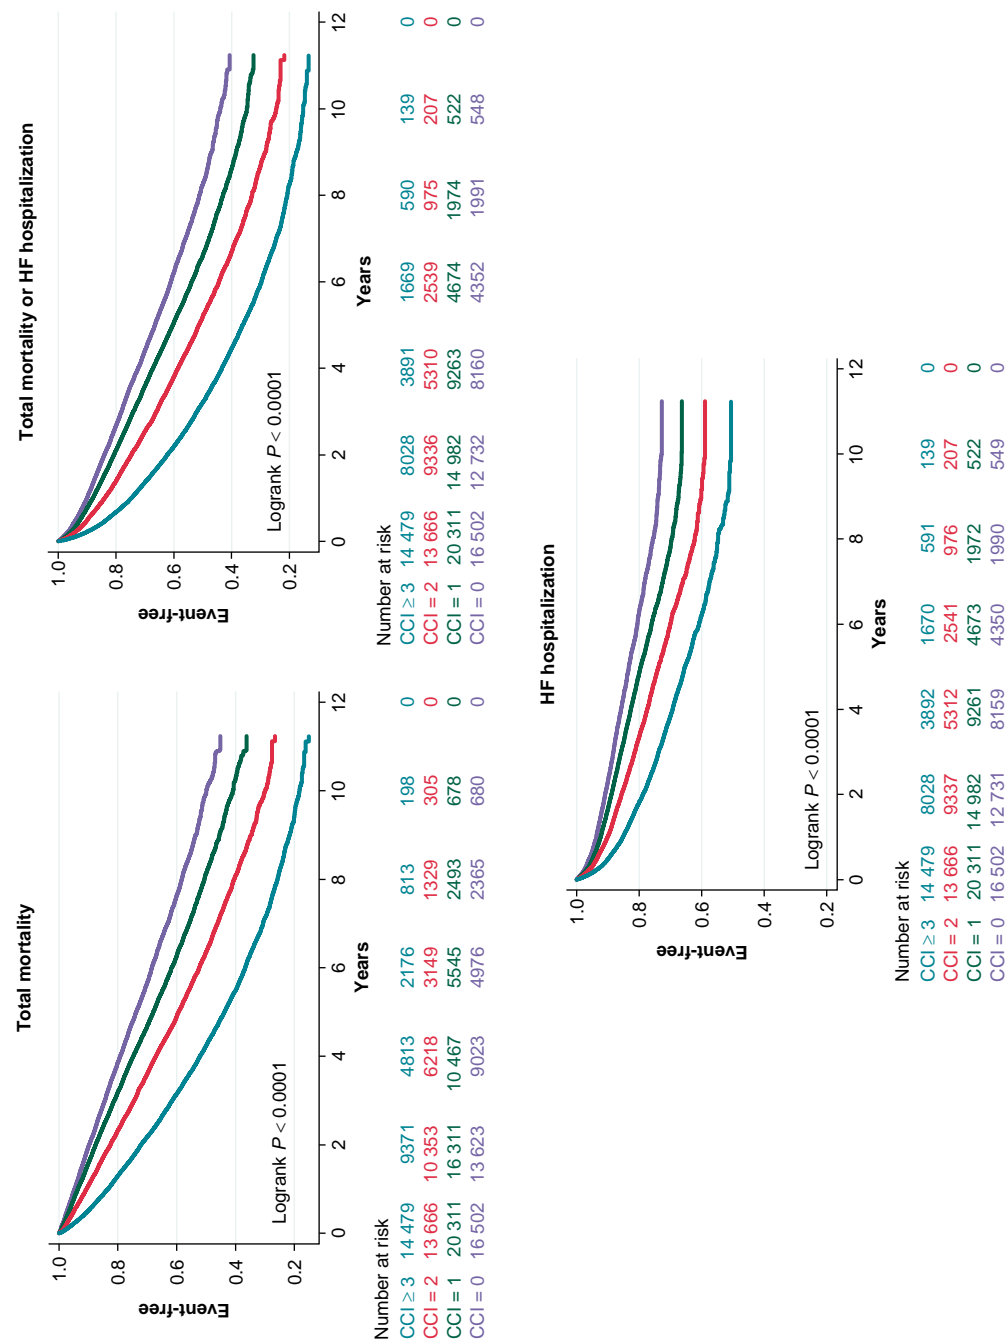 Total mortality
1.0
0.8
0.6
0.4
0.2
Event-free
Logrank P < 0.0001
0 2 4 6 8 10 12
Years
Number at risk
CCI ≥ 3 14 479 9371 4813 2176 813 198 0
CCI = 2 13 666 10 353 6218 3149 1329 305 0
CCI = 1 20 311 16 311 10 467 5545 2493 678 0
CCI = 0 16 502 13 623 9023 4976 2365 680 0
Total mortality or HF hospitalization
1.0
0.8
0.6
0.4
0.2
Event-free
Logrank P < 0.0001
0 2 4 6 8 10 12
Years
Number at risk
CCI ≥ 3 14 479 8028 3891 1669 590 139 0
CCI = 2 13 666 9336 5310 2539 975 207 0
CCI = 1 20 311 14 982 9263 4674 1974 522 0
CCI = 0 16 502 12 732 8160 4352 1991 548 0
HF hospitalization
1.0
0.8
0.6
0.4
0.2
Event-free
Logrank P < 0.0001
0 2 4 6 8 10 12
Years
Number at risk
CCI ≥ 3 14 479 8028 3892 1670 591 139 0
CCI = 2 13 666 9337 5312 2541 976 207 0
CCI = 1 20 311 14 982 9261 4673 1972 522 0
CCI = 0 16 502 12 731 8159 4350 1990 549 0